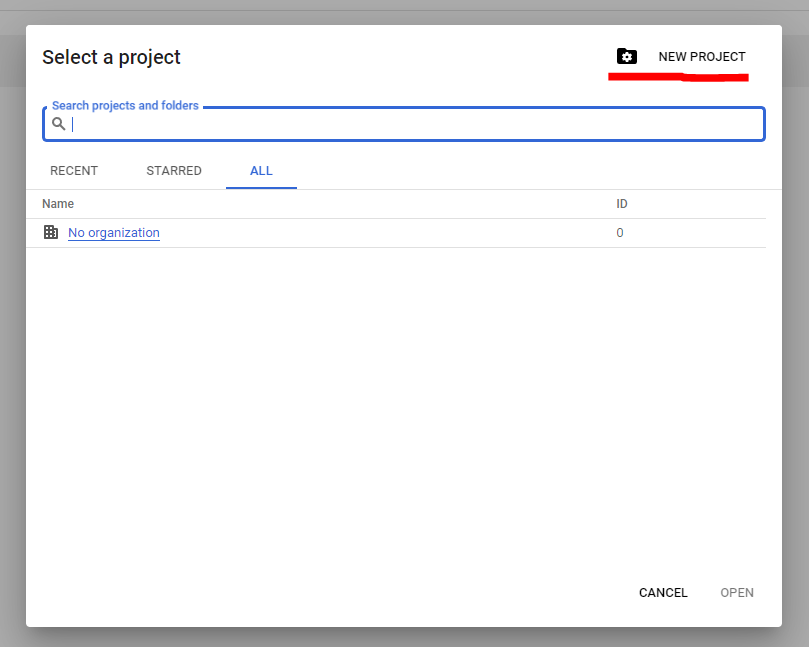 Select a project
NEW PROJECT
Search projects and folders
RECENT STARRED ALL
Name ID
No organization 0
CANCEL OPEN